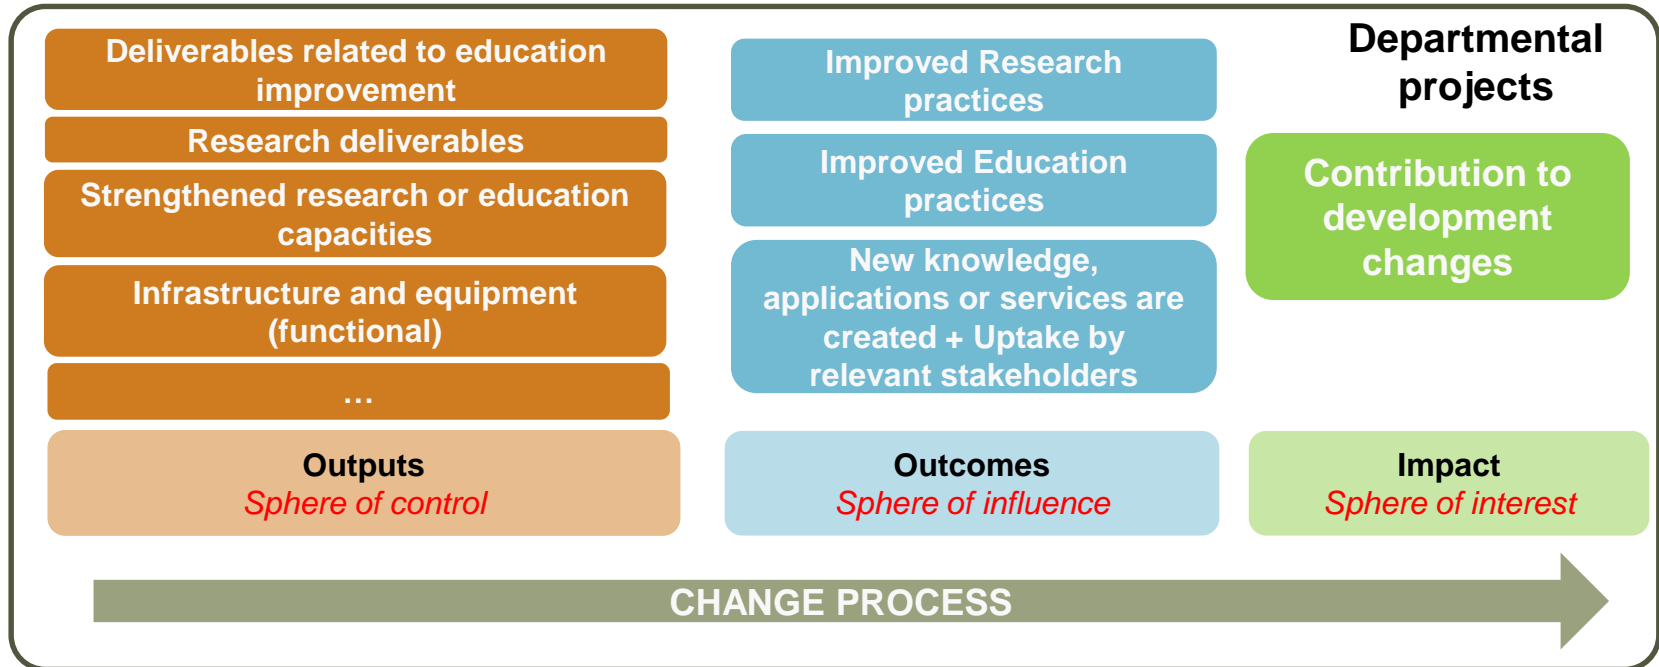 Deliverables related to education
improvement
Research deliverables
Strengthened research or education
capacities
Infrastructure and equipment
(functional)
…
Outputs
Sphere of control
Improved Research
practices
Improved Education
practices
New knowledge,
applications or services are
created + Uptake by
relevant stakeholders
Outcomes
Sphere of influence
Departmental
projects
Contribution to
development
changes
Impact
Sphere of interest
CHANGE PROCESS